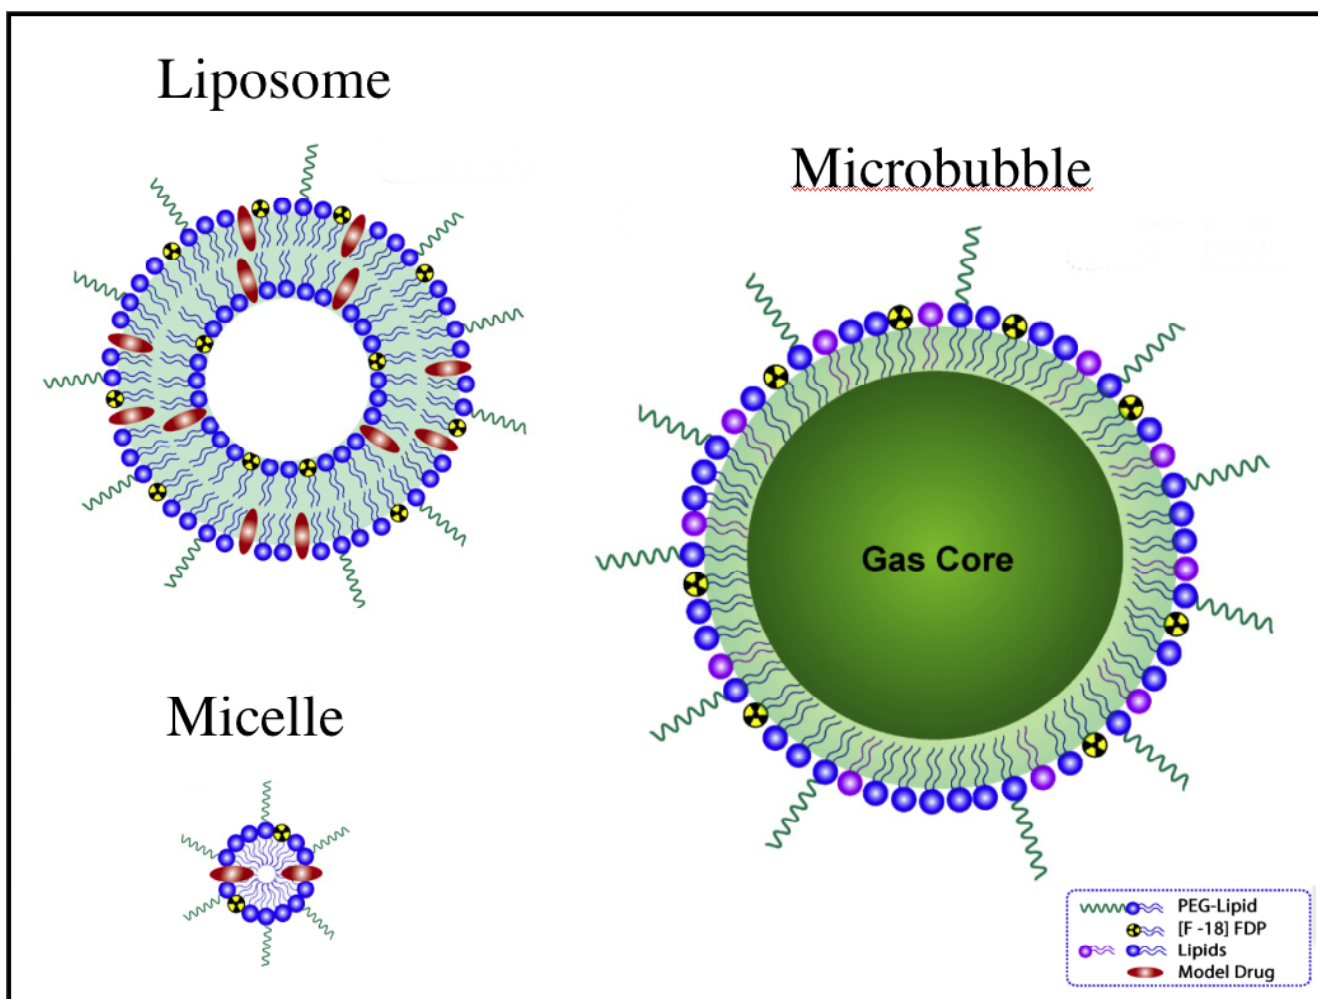 Liposome
Microbubble
Gas Core
Micelle
PEG-Lipid
[F -18] FDP
Lipids
Model Drug